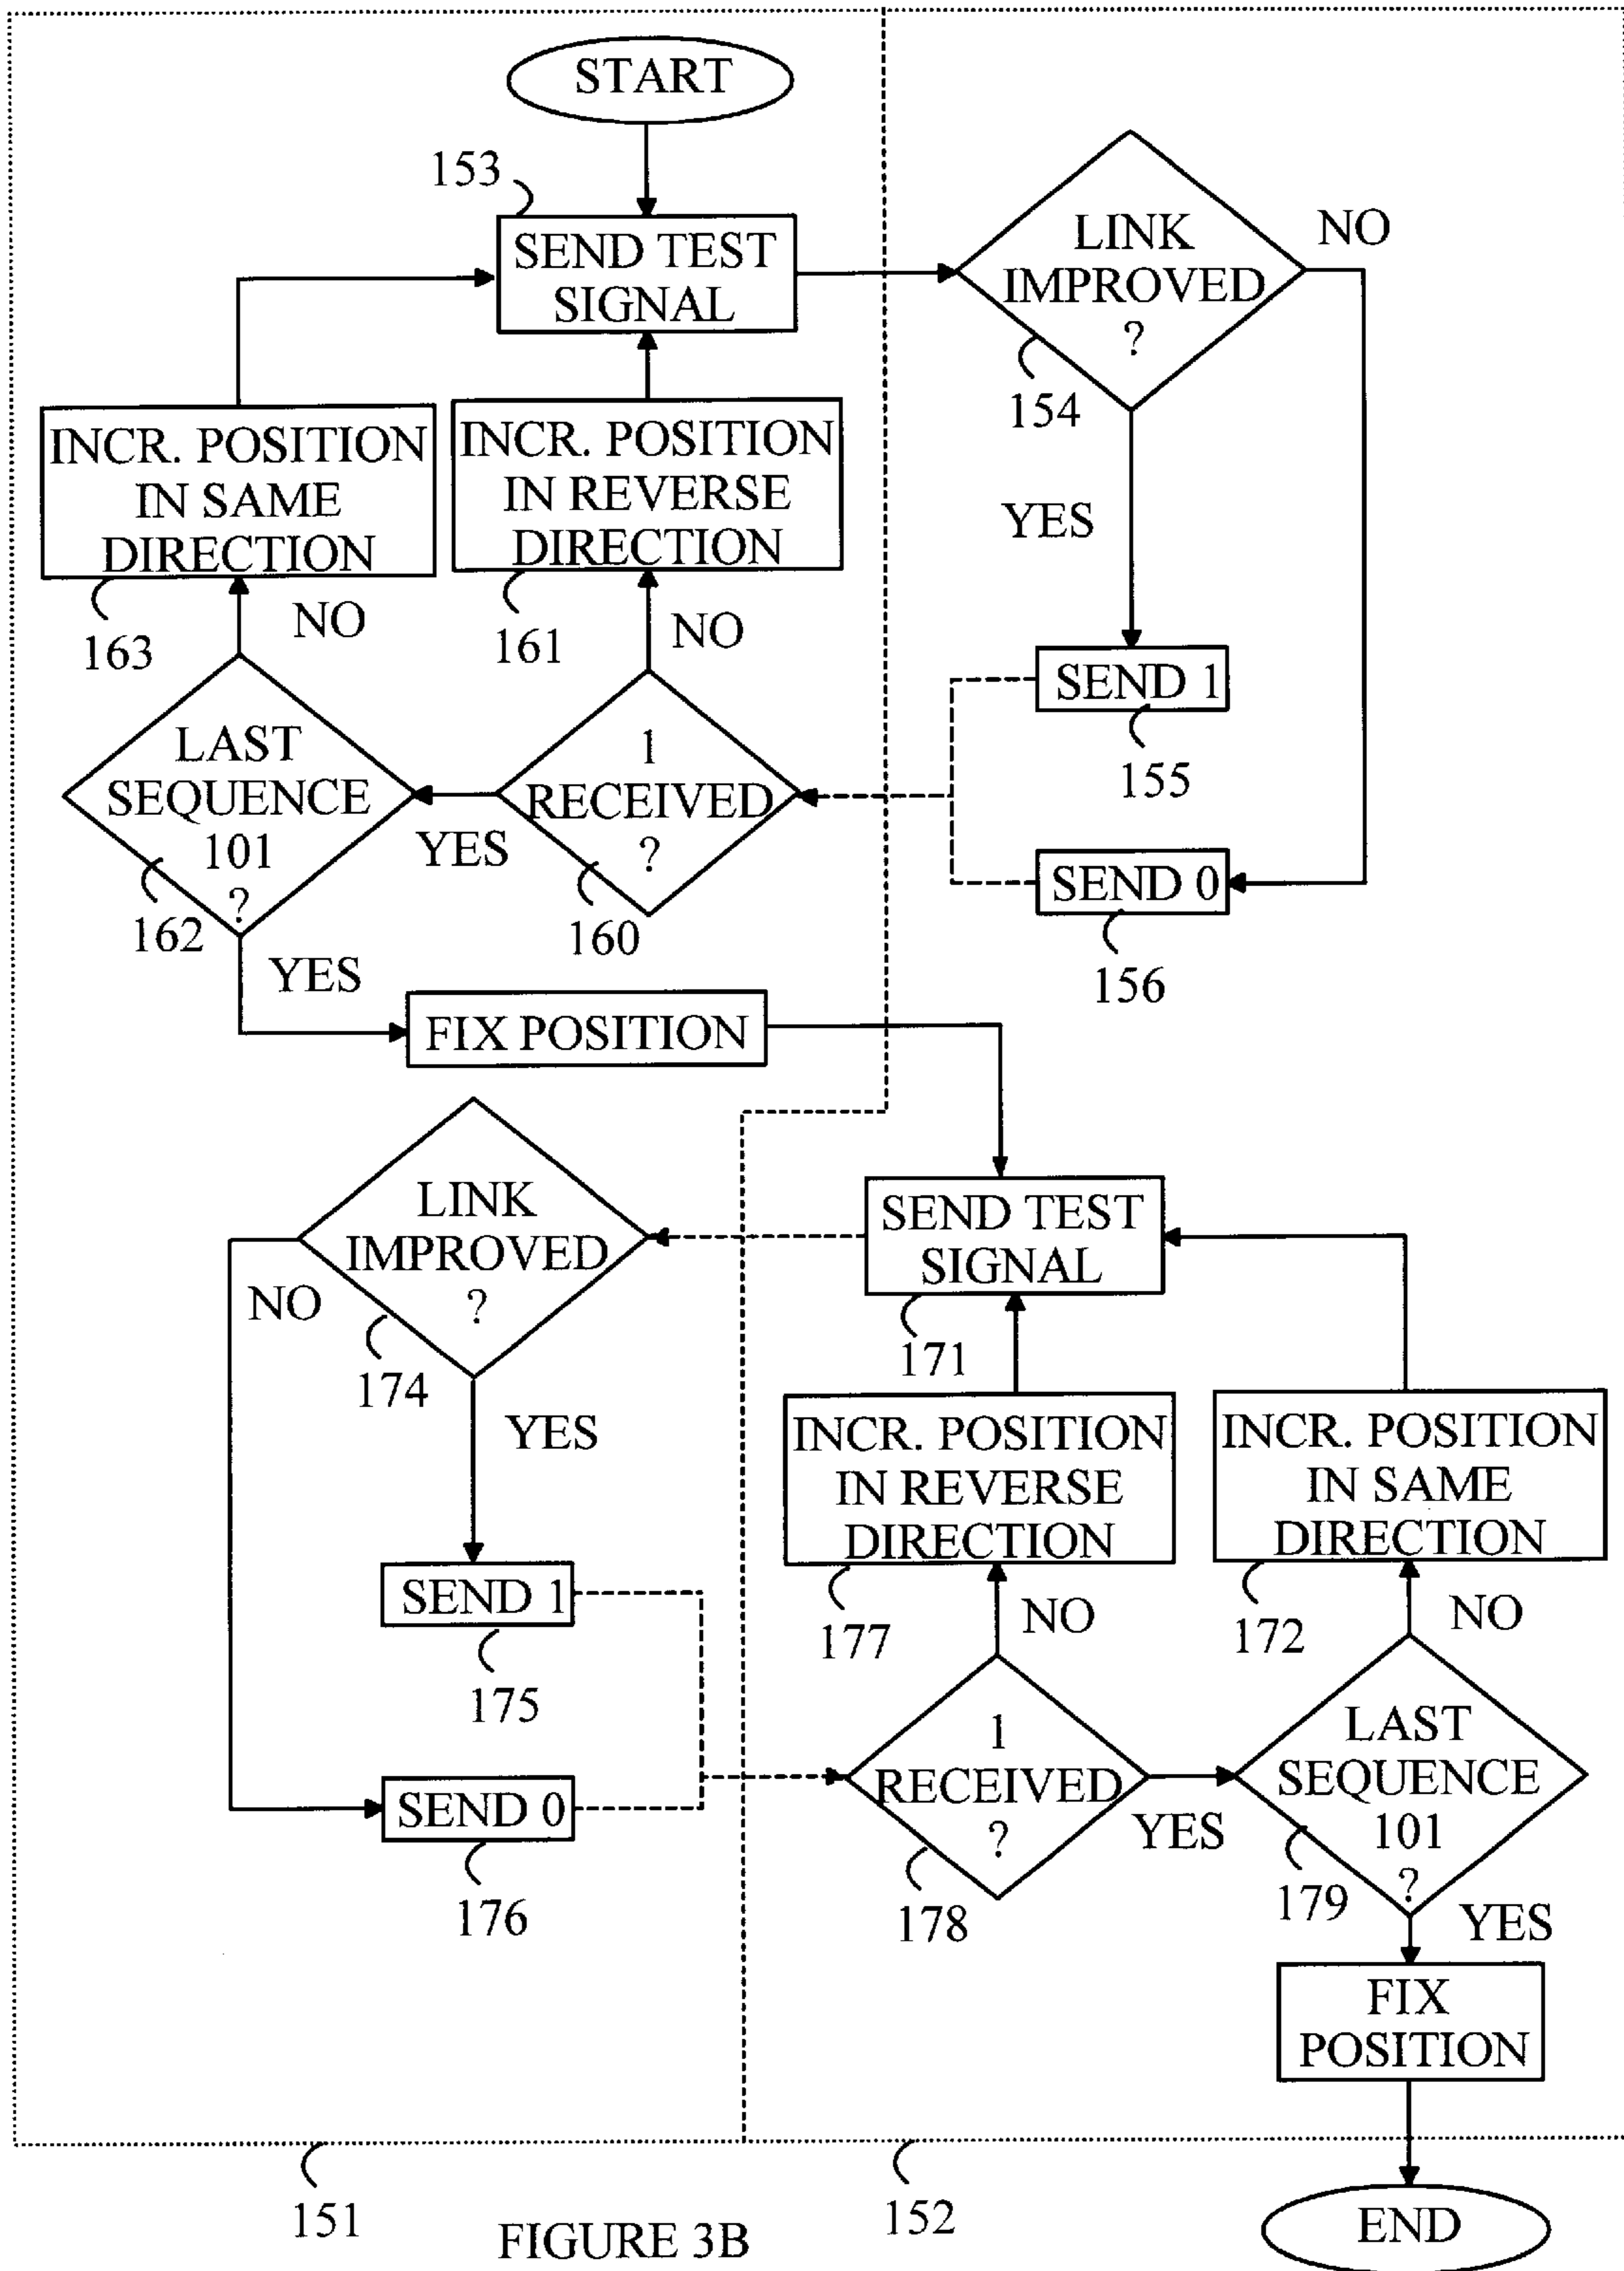 START
153
SEND TEST
SIGNAL
LINK
IMPROVED
?
NO
154
YES
INCR. POSITION
IN SAME
DIRECTION
INCR. POSITION
IN REVERSE
DIRECTION
163
NO
161
NO
SEND 1
155
LAST
SEQUENCE
101
?
162
YES
1
RECEIVED
?
160
SEND 0
156
YES
FIX POSITION
LINK
IMPROVED
?
NO
174
YES
SEND TEST
SIGNAL
171
INCR. POSITION
IN REVERSE
DIRECTION
INCR. POSITION
IN SAME
DIRECTION
SEND 1
175
177
NO
172
NO
SEND 0
176
1
RECEIVED
?
178
YES
LAST
SEQUENCE
101
?
179
YES
FIX
POSITION
151
152
END
FIGURE 3B